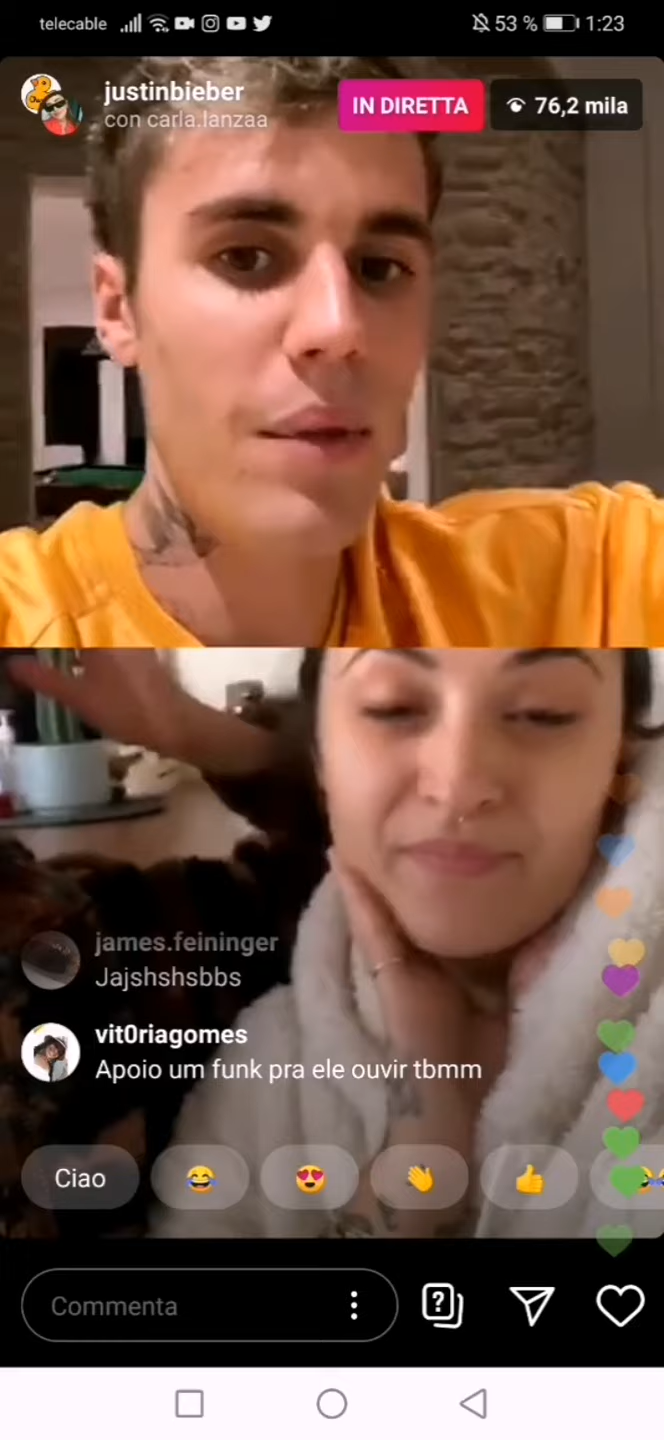 telecable 53 % 1:23
justinbieber IN DIRETTA 76,2 mila
con carla.lanzaa
james.feininger
Jajshshsbbs
vit0riagomes
Apoio um funk pra ele ouvir tbmm
Ciao 😂 😍 👏 👍
Commenta